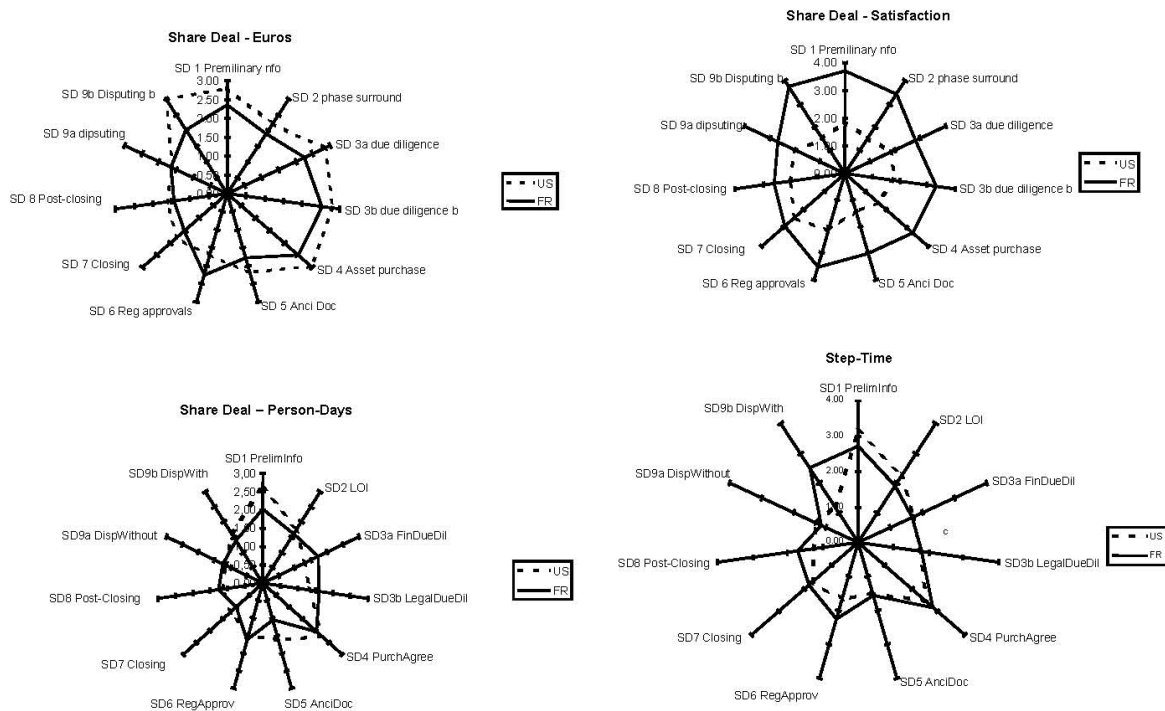 Share Deal - Euros
SD 1 Premilinary nfo
3.00
2.50
2.00
1.50
1.00
0.50
0.00
SD 2 phase surround
SD 3a due diligence
SD 3b due diligence b
SD 4 Asset purchase
SD 5 Anci Doc
SD 6 Reg approvals
SD 7 Closing
SD 8 Post-closing
SD 9a dipsuting
SD 9b Disputing b
US
FR
Share Deal - Satisfaction
SD 1 Premilinary nfo
4.00
3.00
2.00
1.00
0.00
SD 2 phase surround
SD 3a due diligence
SD 3b due diligence b
SD 4 Asset purchase
SD 5 Anci Doc
SD 6 Reg approvals
SD 7 Closing
SD 8 Post-closing
SD 9a dipsuting
SD 9b Disputing b
US
FR
Share Deal – Person-Days
SD1 PrelimInfo
3.00
2,50
2.00
1.50
1.00
0.50
0.00
SD2 LOI
SD3a FinDueDil
SD3b LegalDueDil
SD4 PurchAgree
SD5 AnciDoc
SD6 RegApprov
SD7 Closing
SD8 Post-Closing
SD9a DispWithout
SD9b DispWith
US
FR
Step-Time
SD1 PrelimInfo
4.00
3.00
2.00
1.00
0.00
SD2 LOI
SD3a FinDueDil
c
SD3b LegalDueDil
SD4 PurchAgree
SD5 AnciDoc
SD6 RegApprov
SD7 Closing
SD8 Post-Closing
SD9a DispWithout
SD9b DispWith
US
FR